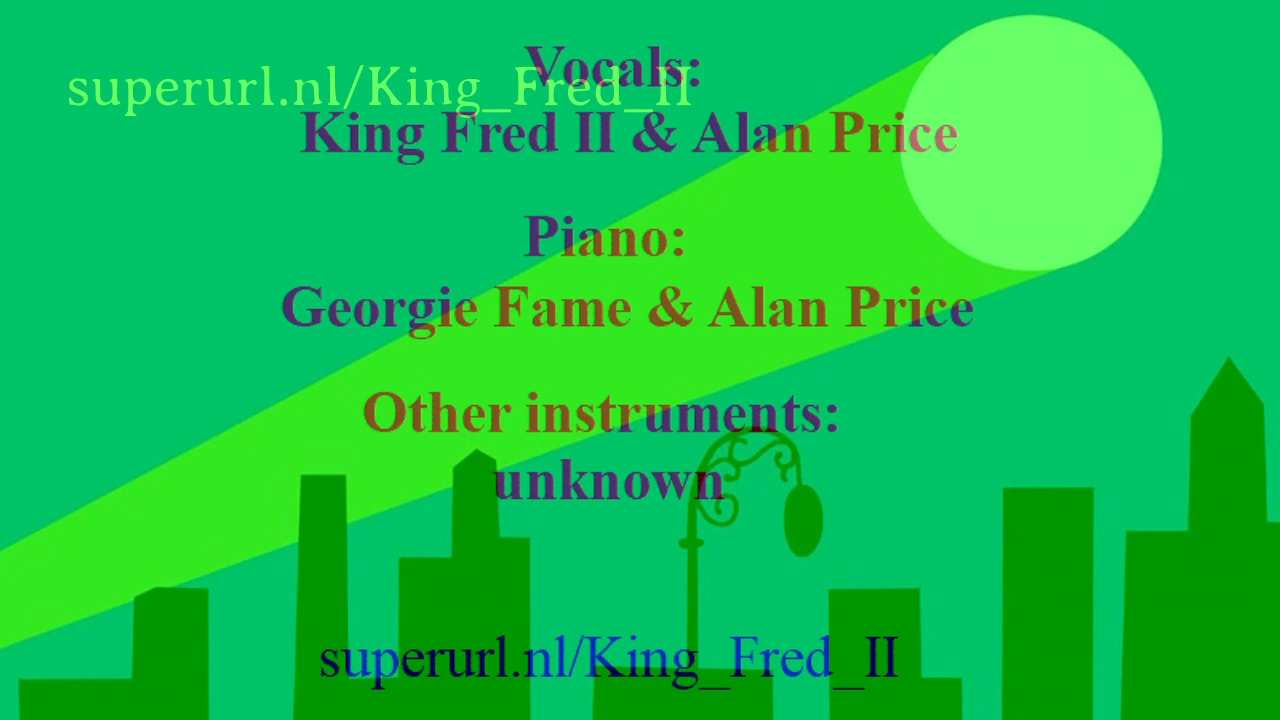 Vocals:
superurl.nl/King_Fred_II
King Fred II & Alan Price
Piano:
Georgie Fame & Alan Price
Other instruments:
unknown
superurl.nl/King_Fred_II